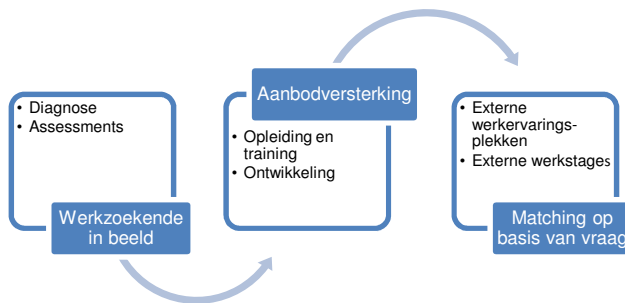 • Diagnose
• Assessments
Werkzoekende
in beeld
Aanbodversterking
• Opleiding en
training
• Ontwikkeling
• Externe
werkervarings-
plekken
• Externe werkstages
Matching op
basis van vraag